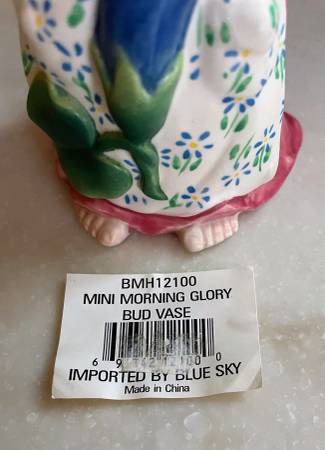 BMH12100
MINI MORNING GLORY
BUD VASE
IMPORTED BY BLUE SKY
Made in China